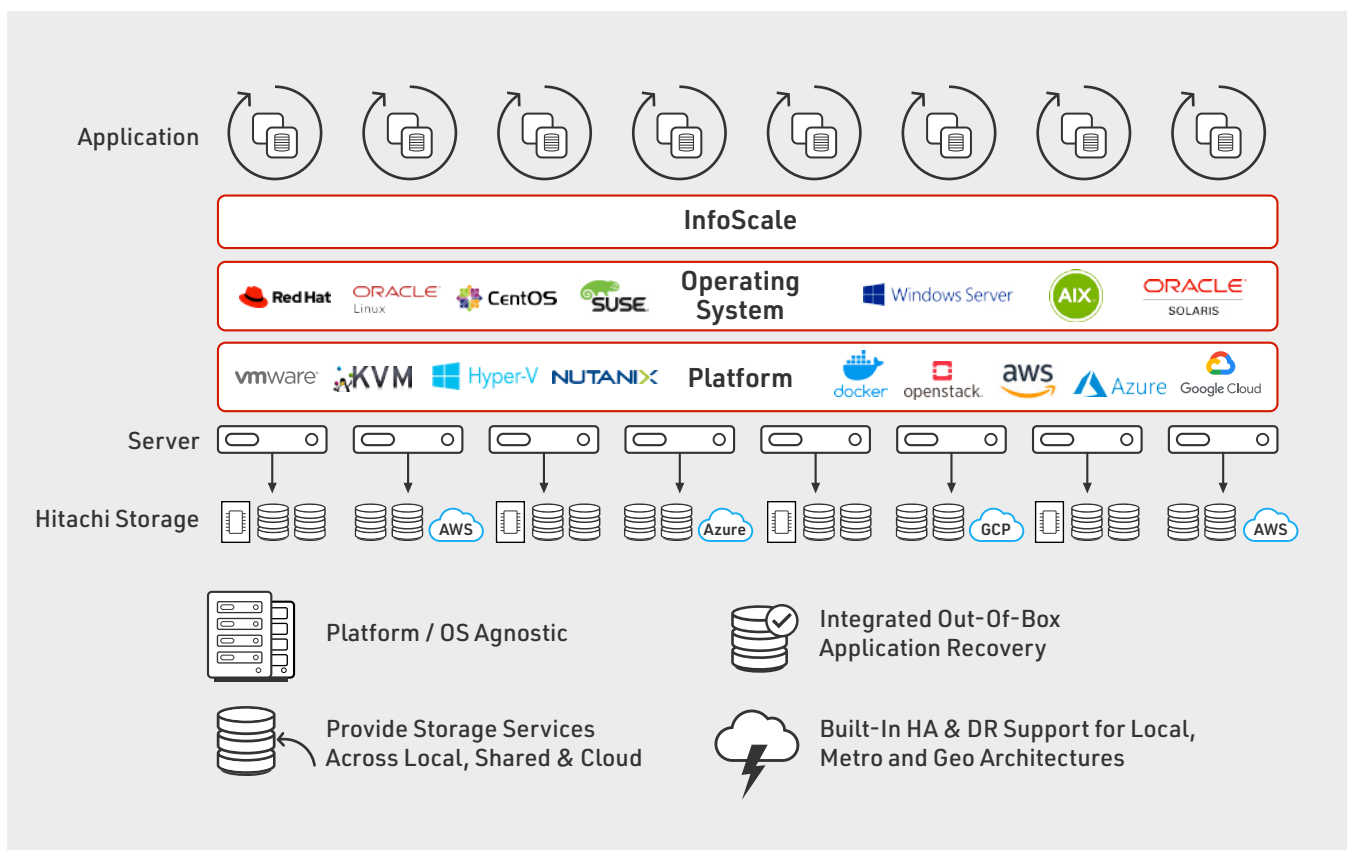 Application
InfoScale
Red Hat
ORACLE
Linux
CentOS
SUSE
Operating
System
Windows Server
AIX
ORACLE
SOLARIS
vmware
KVM
Hyper-V
NUTANIX
Platform
docker
openstack.
aws
Azure
Google Cloud
Server
Hitachi Storage
AWS
Azure
GCP
AWS
Platform / OS Agnostic
Integrated Out-Of-Box
Application Recovery
Provide Storage Services
Across Local, Shared & Cloud
Built-In HA & DR Support for Local,
Metro and Geo Architectures